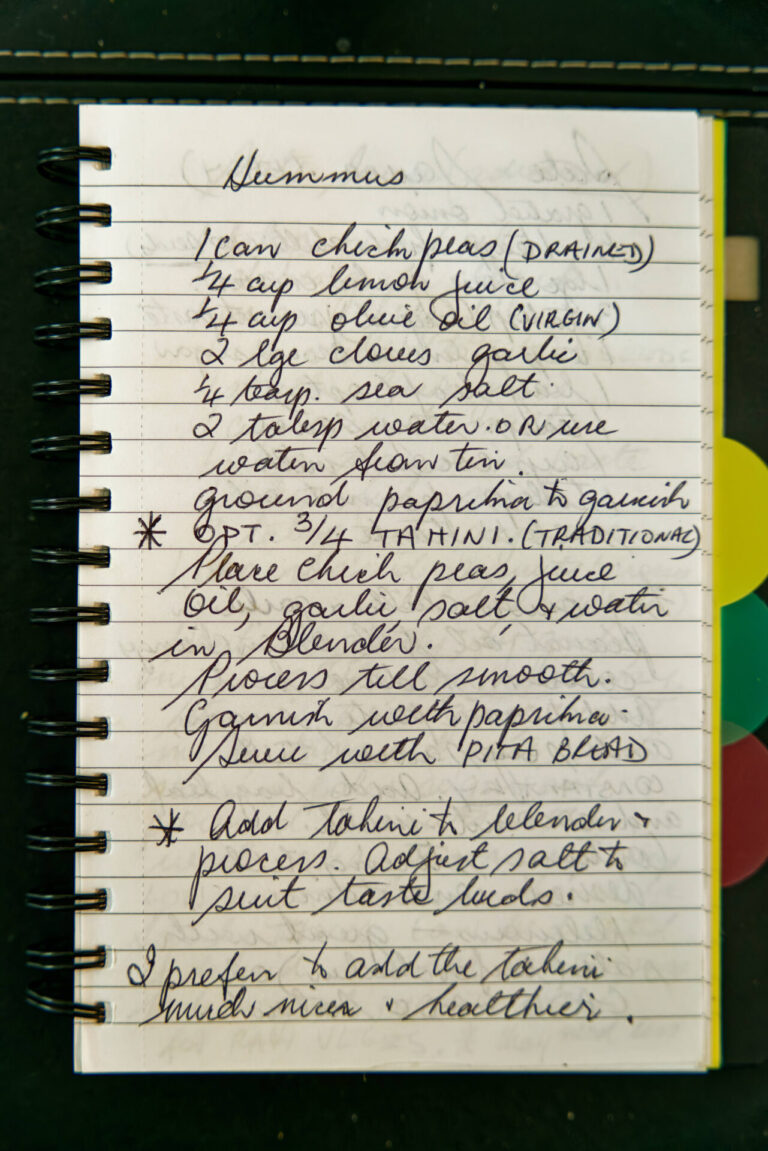 Hummus
1 can chick peas (DRAINED)
1/4 cup lemon juice
1/4 cup olive oil (VIRGIN)
2 lge cloves garlic
1/4 teasp. sea salt.
2 tablsp water. OR use
water from tin.
ground paprika to garnish
* OPT. 3/4 TAHINI. (TRADITIONAL)
Place chick peas, juice
Oil, garlic, salt, & water
in Blender.
Process till smooth.
Garnish with paprika.
Serve with PITA BREAD
* Add tahini to blender &
process. Adjust salt to
suit taste buds.
I prefer to add the tahini
much nicer & healthier.